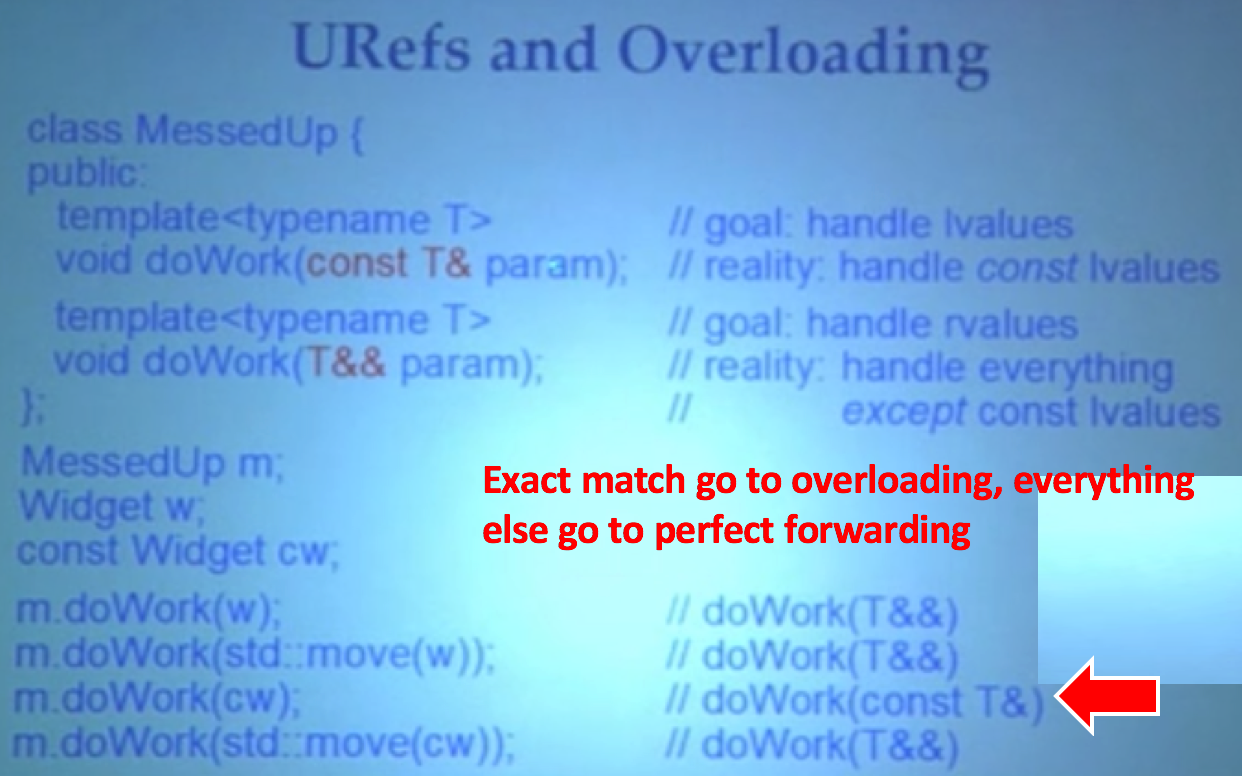 URefs and Overloading
class MessedUp {
public:
template<typename T> // goal: handle lvalues
void doWork(const T& param); // reality: handle const lvalues
template<typename T> // goal: handle rvalues
void doWork(T&& param); // reality: handle everything
}; // except const lvalues
MessedUp m;
Widget w;
const Widget cw;
Exact match go to overloading, everything
else go to perfect forwarding
m.doWork(w); // doWork(T&&)
m.doWork(std::move(w)); // doWork(T&&)
m.doWork(cw); // doWork(const T&)
m.doWork(std::move(cw)); // doWork(T&&)